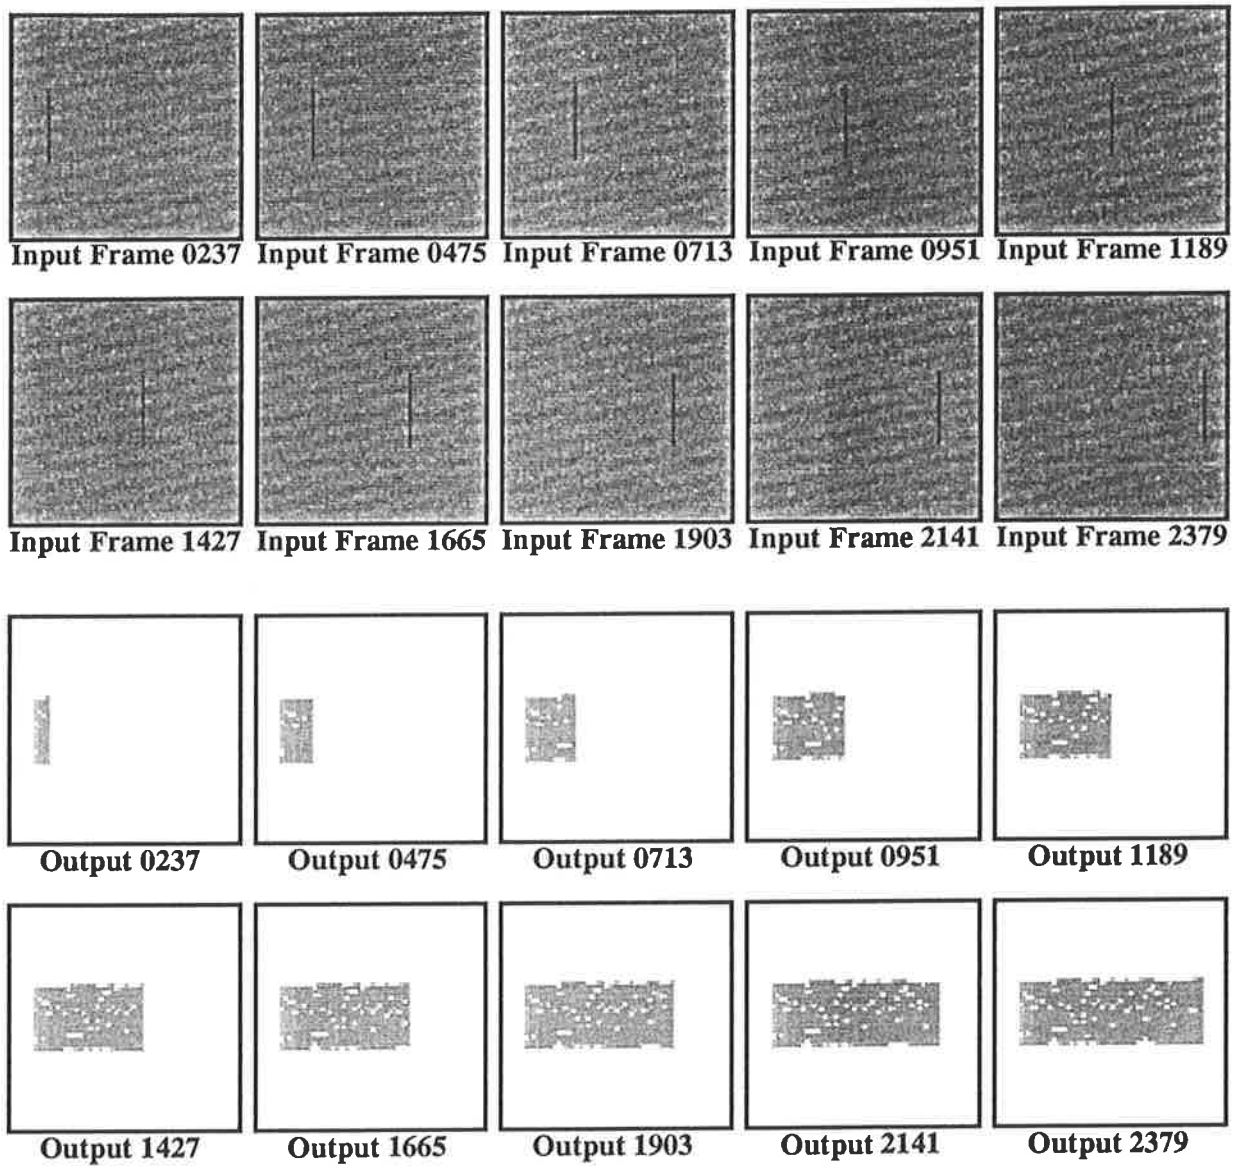 Input Frame 0237 Input Frame 0475 Input Frame 0713 Input Frame 0951 Input Frame 1189
Input Frame 1427 Input Frame 1665 Input Frame 1903 Input Frame 2141 Input Frame 2379
Output 0237 Output 0475 Output 0713 Output 0951 Output 1189
Output 1427 Output 1665 Output 1903 Output 2141 Output 2379